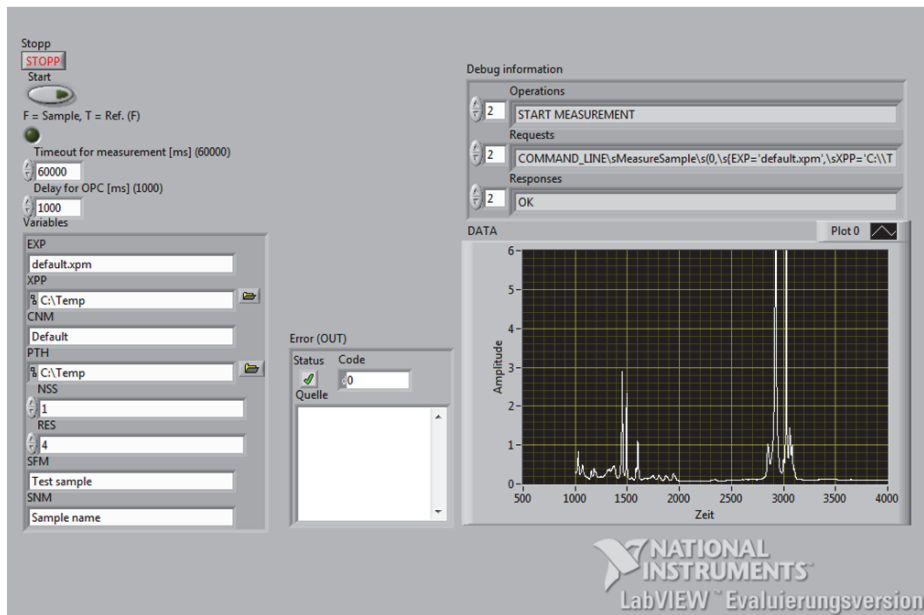 Stopp
STOPP
Start
F = Sample, T = Ref. (F)
Timeout for measurement [ms] (60000)
60000
Delay for OPC [ms] (1000)
1000
Variables
EXP
default.xpm
XPP
C:\Temp
CNM
Default
PTH
C:\Temp
NSS
1
RES
4
SFM
Test sample
SNM
Sample name
Error (OUT)
Status
Code
0
Quelle
Debug information
Operations
2
START MEASUREMENT
Requests
2
COMMAND_LINE\sMeasureSample\s(0,\s{EXP='default.xpm',\sXPP='C:\\T
Responses
2
OK
DATA
Plot 0
Amplitude
6
5
4
3
2
1
0
500
1000
1500
2000
2500
3000
3500
4000
Zeit
NATIONAL
INSTRUMENTS™
LabVIEW™ Evaluierungsversion